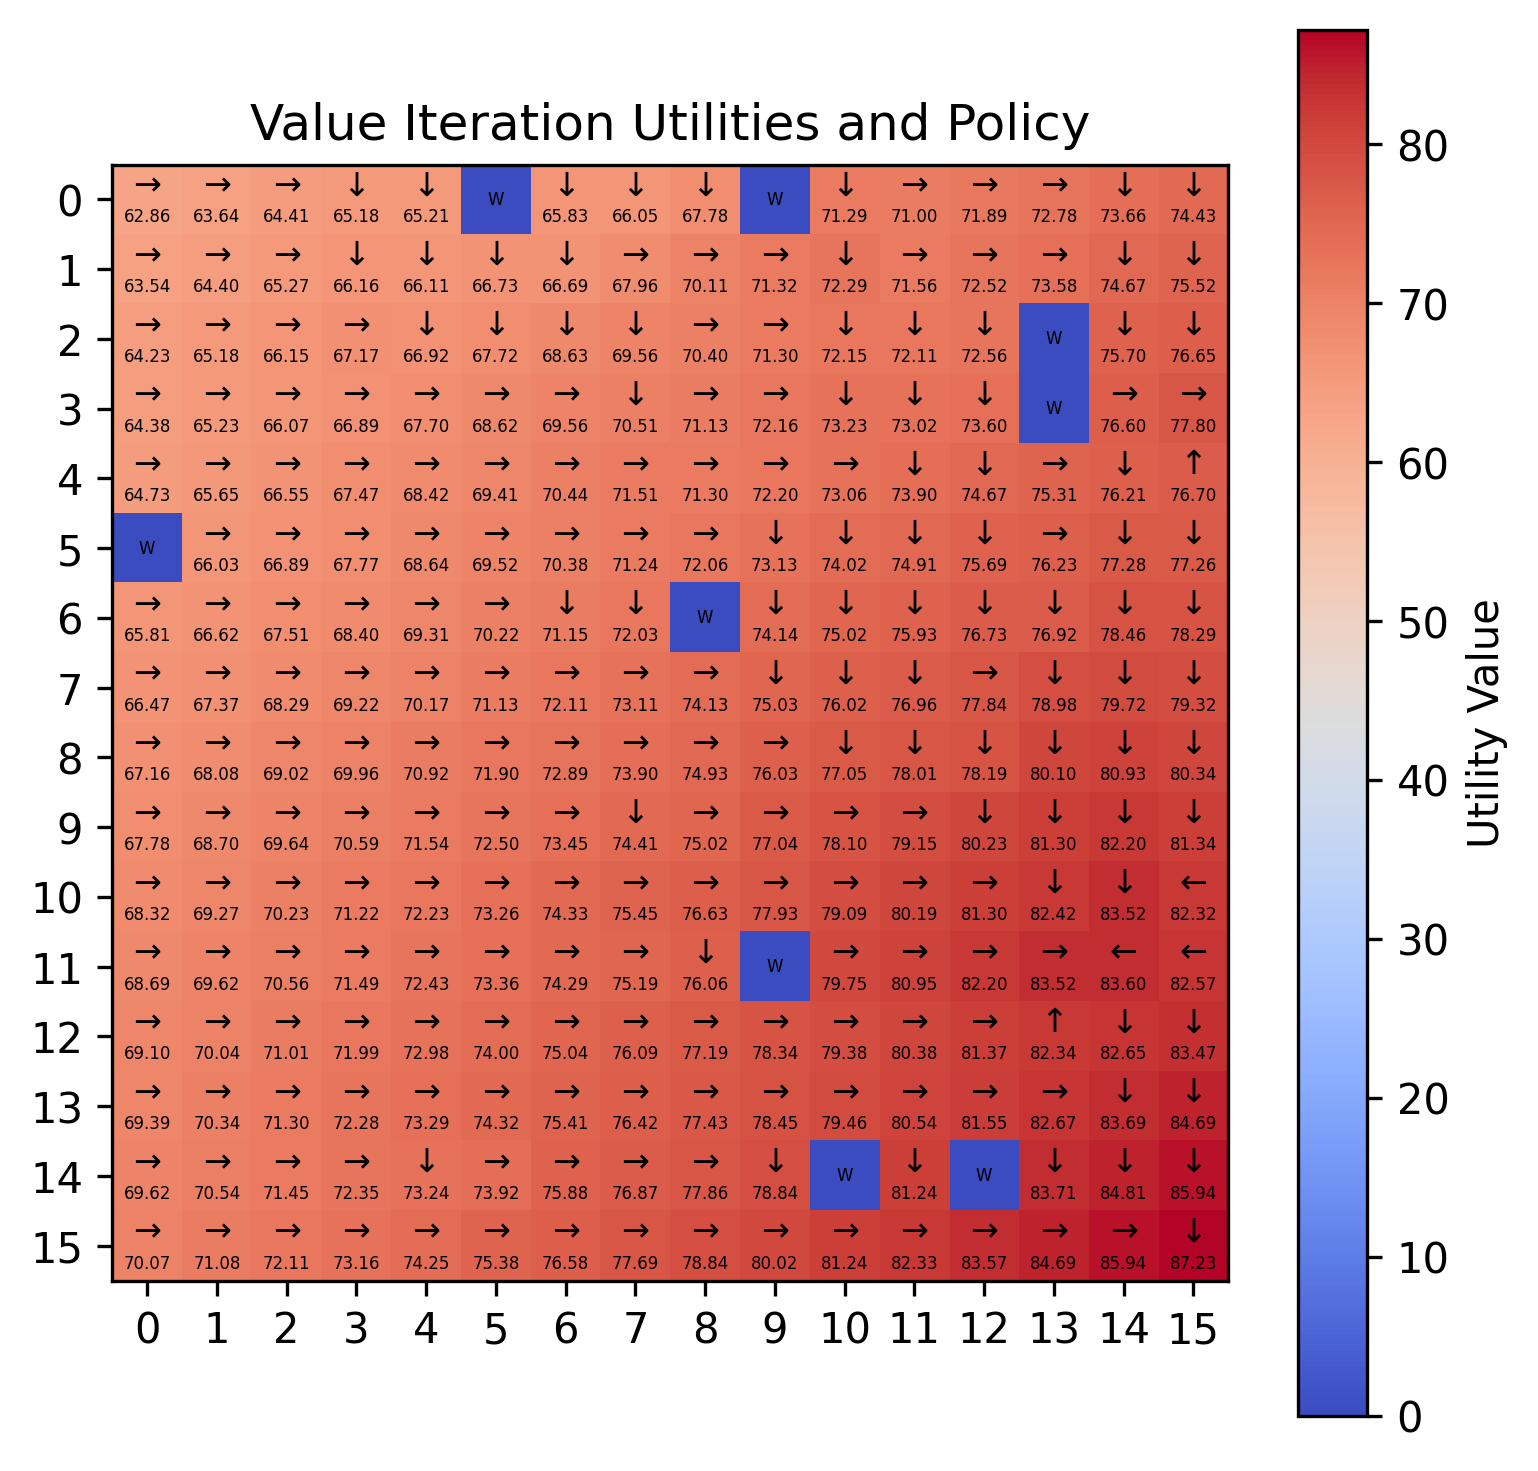 Value Iteration Utilities and Policy
0 → → → ↓ ↓ W ↓ ↓ ↓ W ↓ → → → ↓ ↓
62.86 63.64 64.41 65.18 65.21 65.83 66.05 67.78 71.29 71.00 71.89 72.78 73.66 74.43
1 → → → ↓ ↓ ↓ ↓ → → → ↓ → → → ↓ ↓
63.54 64.40 65.27 66.16 66.11 66.73 66.69 67.96 70.11 71.32 72.29 71.56 72.52 73.58 74.67 75.52
2 → → → → ↓ ↓ ↓ ↓ → → ↓ ↓ ↓ W ↓ ↓
64.23 65.18 66.15 67.17 66.92 67.72 68.63 69.56 70.40 71.30 72.15 72.11 72.56 75.70 76.65
3 → → → → → → → ↓ → → ↓ ↓ ↓ W → →
64.38 65.23 66.07 66.89 67.70 68.62 69.56 70.51 71.13 72.16 73.23 73.02 73.60 76.60 77.80
4 → → → → → → → → → → → ↓ ↓ → ↓ ↑
64.73 65.65 66.55 67.47 68.42 69.41 70.44 71.51 71.30 72.20 73.06 73.90 74.67 75.31 76.21 76.70
5 W → → → → → → → → ↓ ↓ ↓ ↓ → ↓ ↓
66.03 66.89 67.77 68.64 69.52 70.38 71.24 72.06 73.13 74.02 74.91 75.69 76.23 77.28 77.26
6 → → → → → → ↓ ↓ W ↓ ↓ ↓ ↓ ↓ ↓ ↓
65.81 66.62 67.51 68.40 69.31 70.22 71.15 72.03 74.14 75.02 75.93 76.73 76.92 78.46 78.29
7 → → → → → → → → → ↓ ↓ ↓ → ↓ ↓ ↓
66.47 67.37 68.29 69.22 70.17 71.13 72.11 73.11 74.13 75.03 76.02 76.96 77.84 78.98 79.72 79.32
8 → → → → → → → → → → ↓ ↓ ↓ ↓ ↓ ↓
67.16 68.08 69.02 69.96 70.92 71.90 72.89 73.90 74.93 76.03 77.05 78.01 78.19 80.10 80.93 80.34
9 → → → → → → → ↓ → → → → ↓ ↓ ↓ ↓
67.78 68.70 69.64 70.59 71.54 72.50 73.45 74.41 75.02 77.04 78.10 79.15 80.23 81.30 82.20 81.34
10 → → → → → → → → → → → → → ↓ ↓ ←
68.32 69.27 70.23 71.22 72.23 73.26 74.33 75.45 76.63 77.93 79.09 80.19 81.30 82.42 83.52 82.32
11 → → → → → → → → ↓ W → → → → ← ←
68.69 69.62 70.56 71.49 72.43 73.36 74.29 75.19 76.06 79.75 80.95 82.20 83.52 83.60 82.57
12 → → → → → → → → → → → → → ↑ ↓ ↓
69.10 70.04 71.01 71.99 72.98 74.00 75.04 76.09 77.19 78.34 79.38 80.38 81.37 82.34 82.65 83.47
13 → → → → → → → → → → → → → → ↓ ↓
69.39 70.34 71.30 72.28 73.29 74.32 75.41 76.42 77.43 78.45 79.46 80.54 81.55 82.67 83.69 84.69
14 → → → → ↓ → → → → ↓ W ↓ W ↓ ↓ ↓
69.62 70.54 71.45 72.35 73.24 73.92 75.88 76.87 77.86 78.84 81.24 83.71 84.81 85.94
15 → → → → → → → → → → → → → → → ↓
70.07 71.08 72.11 73.16 74.25 75.38 76.58 77.69 78.84 80.02 81.24 82.33 83.57 84.69 85.94 87.23
0 1 2 3 4 5 6 7 8 9 10 11 12 13 14 15
80
70
60
50
40
30
20
10
0
Utility Value